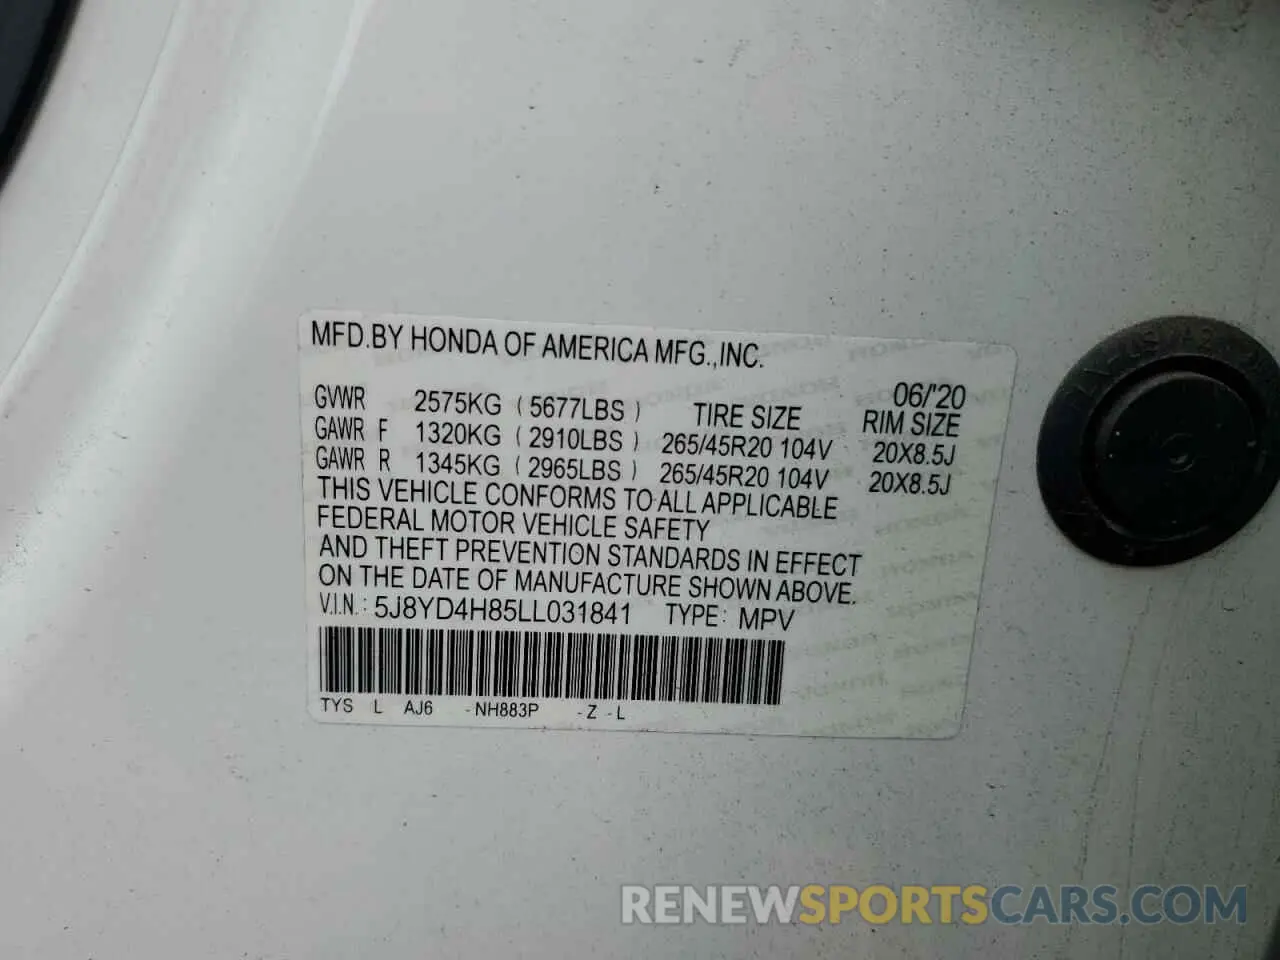 MFD.BY HONDA OF AMERICA MFG.,INC.
06/'20
GVWR 2575KG (5677LBS) TIRE SIZE RIM SIZE
GAWR F 1320KG (2910LBS) 265/45R20 104V 20X8.5J
GAWR R 1345KG (2965LBS) 265/45R20 104V 20X8.5J
THIS VEHICLE CONFORMS TO ALL APPLICABLE
FEDERAL MOTOR VEHICLE SAFETY
AND THEFT PREVENTION STANDARDS IN EFFECT
ON THE DATE OF MANUFACTURE SHOWN ABOVE.
V.I.N.: 5J8YD4H85LL031841 TYPE: MPV
TYS L AJ6 -NH883P -Z -L
RENEWSPORTSCARS.COM